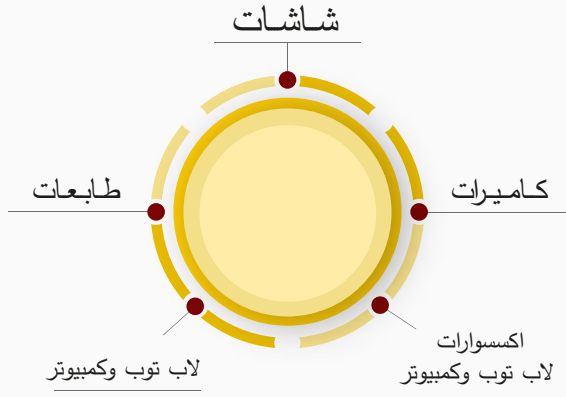 شاشات
كاميرات
طابعات
اكسسوارات
لاب توب وكمبيوتر
لاب توب وكمبيوتر